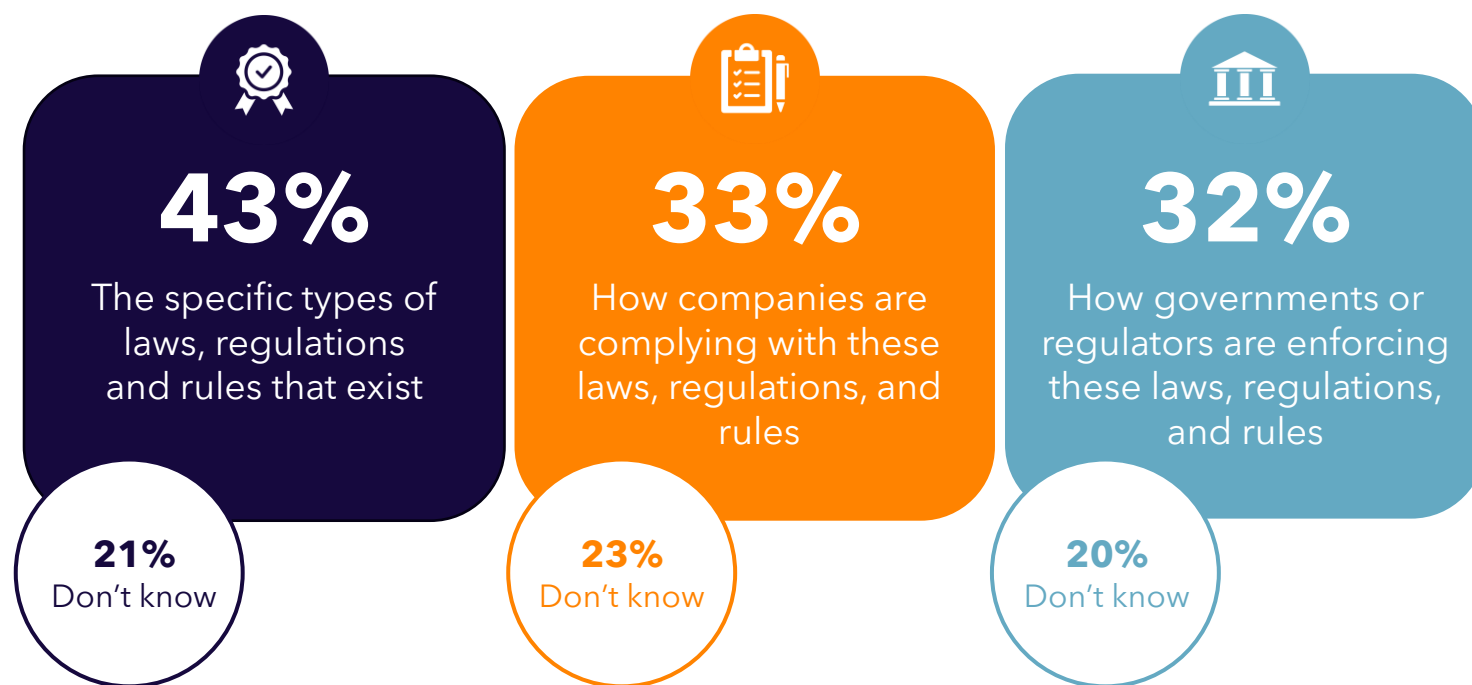 43%
The specific types of
laws, regulations
and rules that exist
21%
Don’t know
33%
How companies are
complying with these
laws, regulations, and
rules
23%
Don’t know
32%
How governments or
regulators are enforcing
these laws, regulations,
and rules
20%
Don’t know